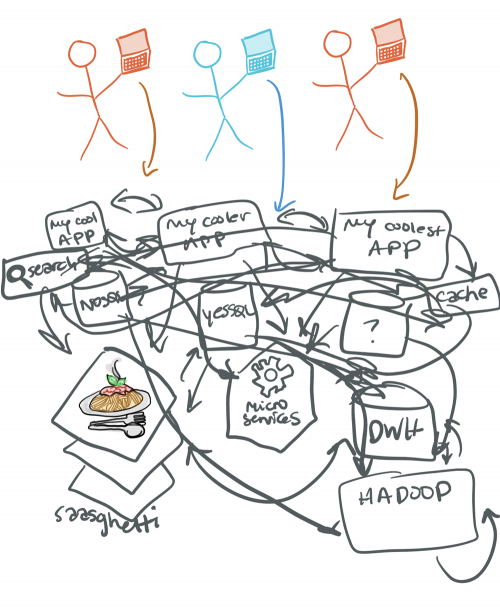 My cool
APP
My cooler
APP
My coolest
APP
search
NoSQL
yessql
?
cache
MICRO
Services
DWH
HADOOP
saasghetti